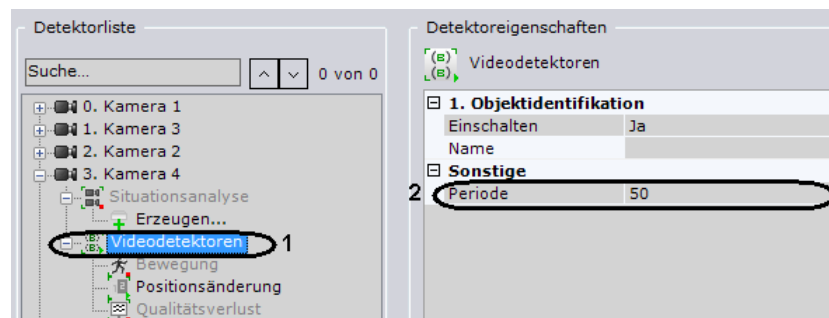 Detektorliste
Suche...
0 von 0
0. Kamera 1
1. Kamera 3
2. Kamera 2
3. Kamera 4
Situationsanalyse
Erzeugen...
Videodetektoren 1
Bewegung
Positionsänderung
Qualitätsverlust
Detektoreigenschaften
Videodetektoren
1. Objektidentifikation
Einschalten Ja
Name
Sonstige
2 Periode 50